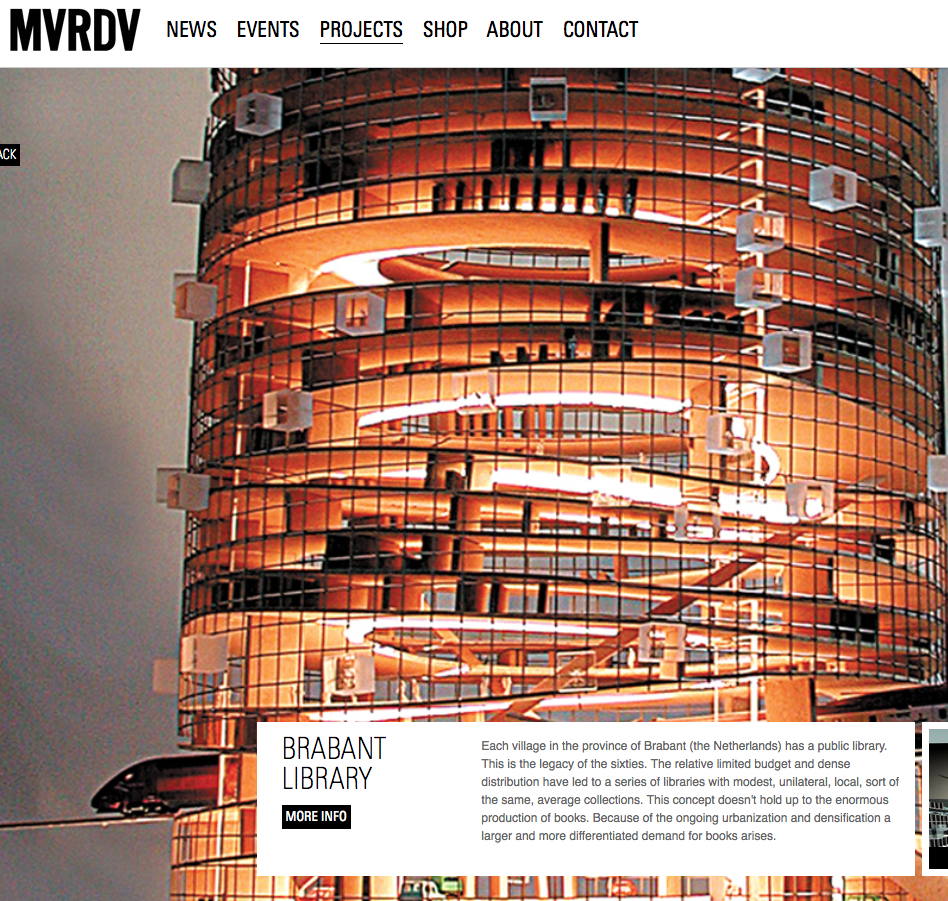 MVRDV
NEWS EVENTS PROJECTS SHOP ABOUT CONTACT
ACK
BRABANT
LIBRARY
MORE INFO
Each village in the province of Brabant (the Netherlands) has a public library.
This is the legacy of the sixties. The relative limited budget and dense
distribution have led to a series of libraries with modest, unilateral, local, sort of
the same, average collections. This concept doesn't hold up to the enormous
production of books. Because of the ongoing urbanization and densification a
larger and more differentiated demand for books arises.